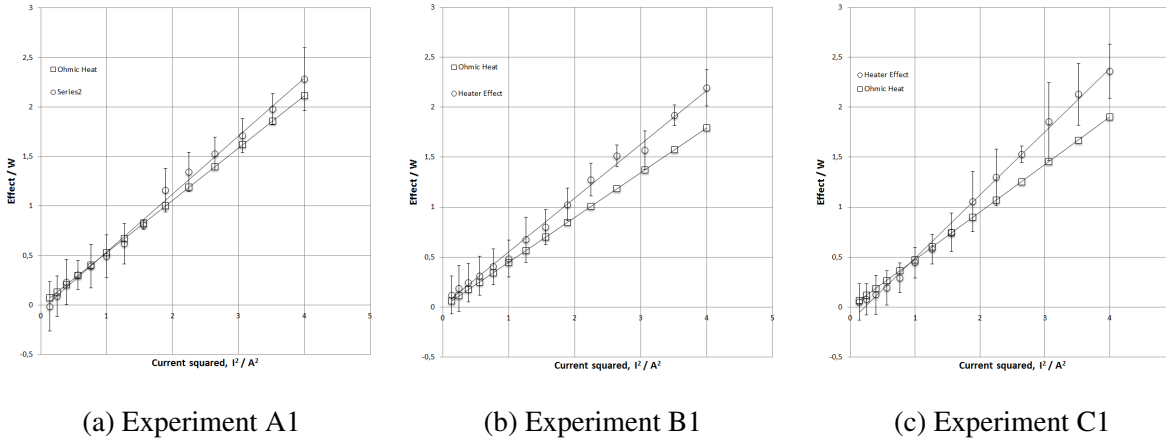 3
2,5
2
1,5
1
0,5
0
-0,5
0
1
2
3
4
5
Effect / W
Ohmic Heat
Series2
Current squared, I² / A²
(a) Experiment A1
3
2,5
2
1,5
1
0,5
0
-0,5
0
1
2
3
4
5
Effect / W
Ohmic Heat
Heater Effect
Current squared, I² / A²
(b) Experiment B1
3
2,5
2
1,5
1
0,5
0
-0,5
0
1
2
3
4
5
Effect / W
Heater Effect
Ohmic Heat
Current squared, I² / A²
(c) Experiment C1